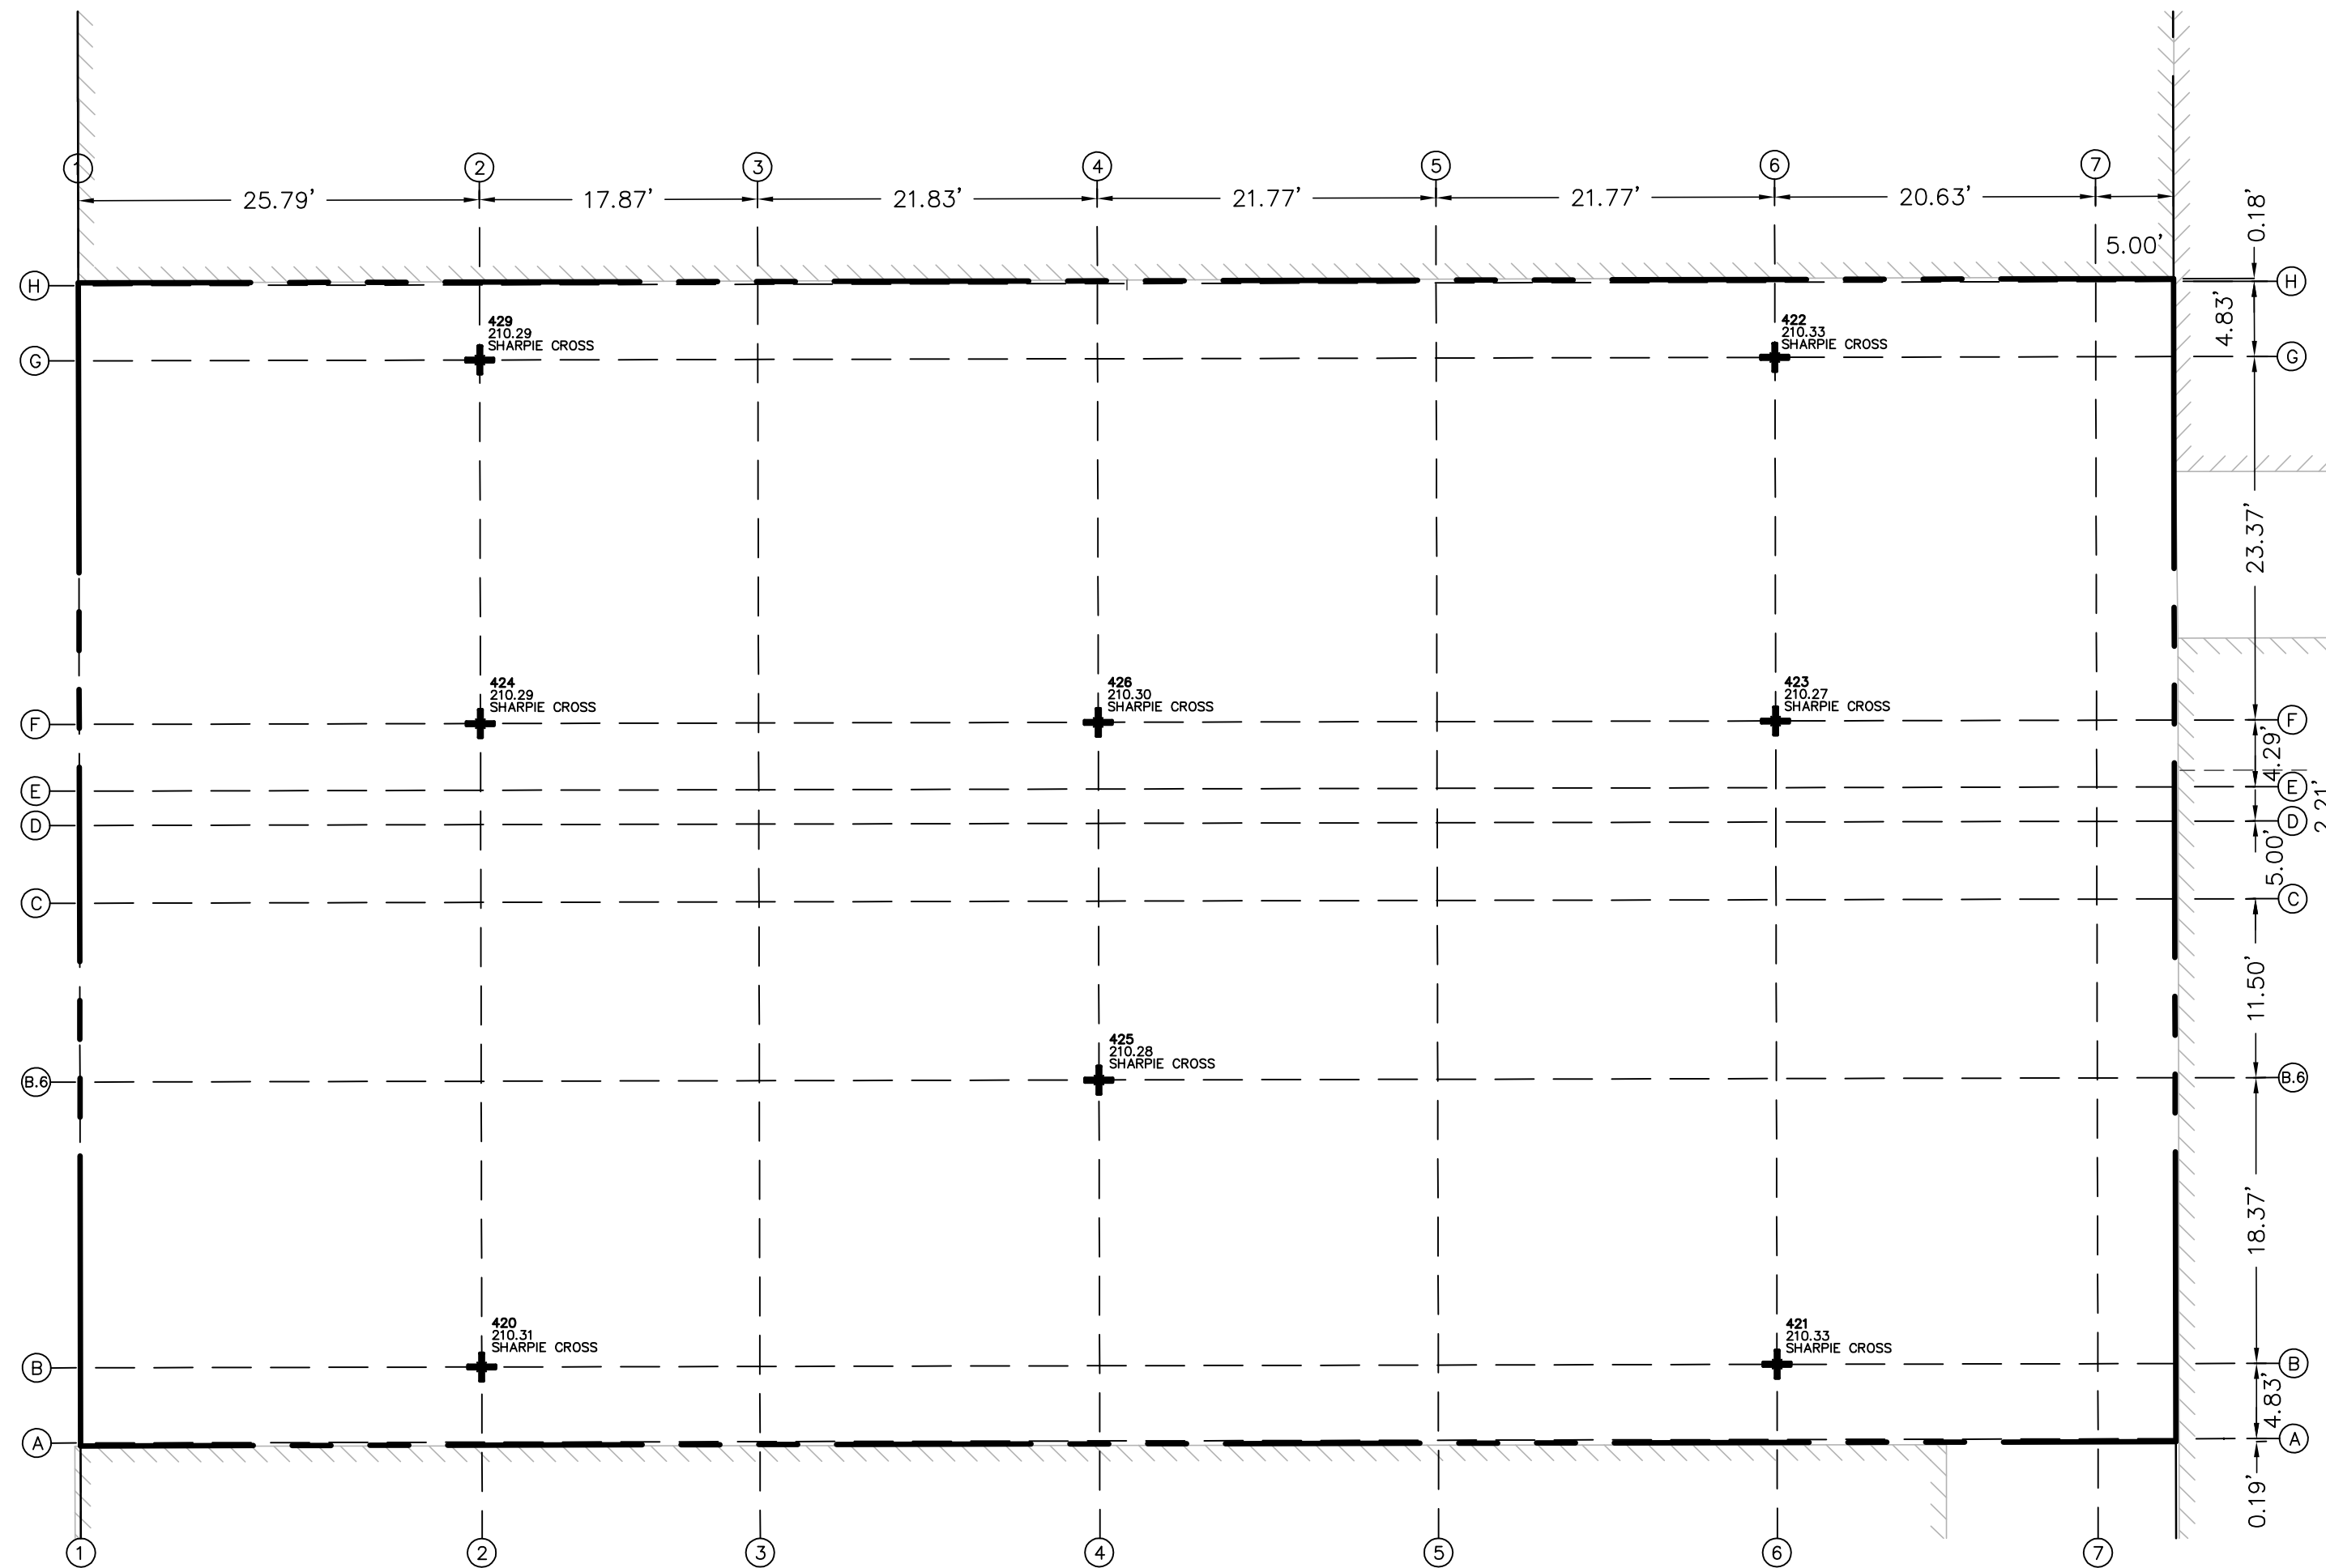 1 2 3 4 5 6 7
25.79' 17.87' 21.83' 21.77' 21.77' 20.63'
5.00'
0.18'
H H
4.83'
429
210.29
SHARPIE CROSS
422
210.33
SHARPIE CROSS
G G
23.37'
424
210.29
SHARPIE CROSS
426
210.30
SHARPIE CROSS
423
210.27
SHARPIE CROSS
F F
4.29'
E E
2.21'
D D
5.00'
C C
11.50'
425
210.28
SHARPIE CROSS
B.6 B.6
18.37'
420
210.31
SHARPIE CROSS
421
210.33
SHARPIE CROSS
B B
4.83'
A A
0.19'
1 2 3 4 5 6 7